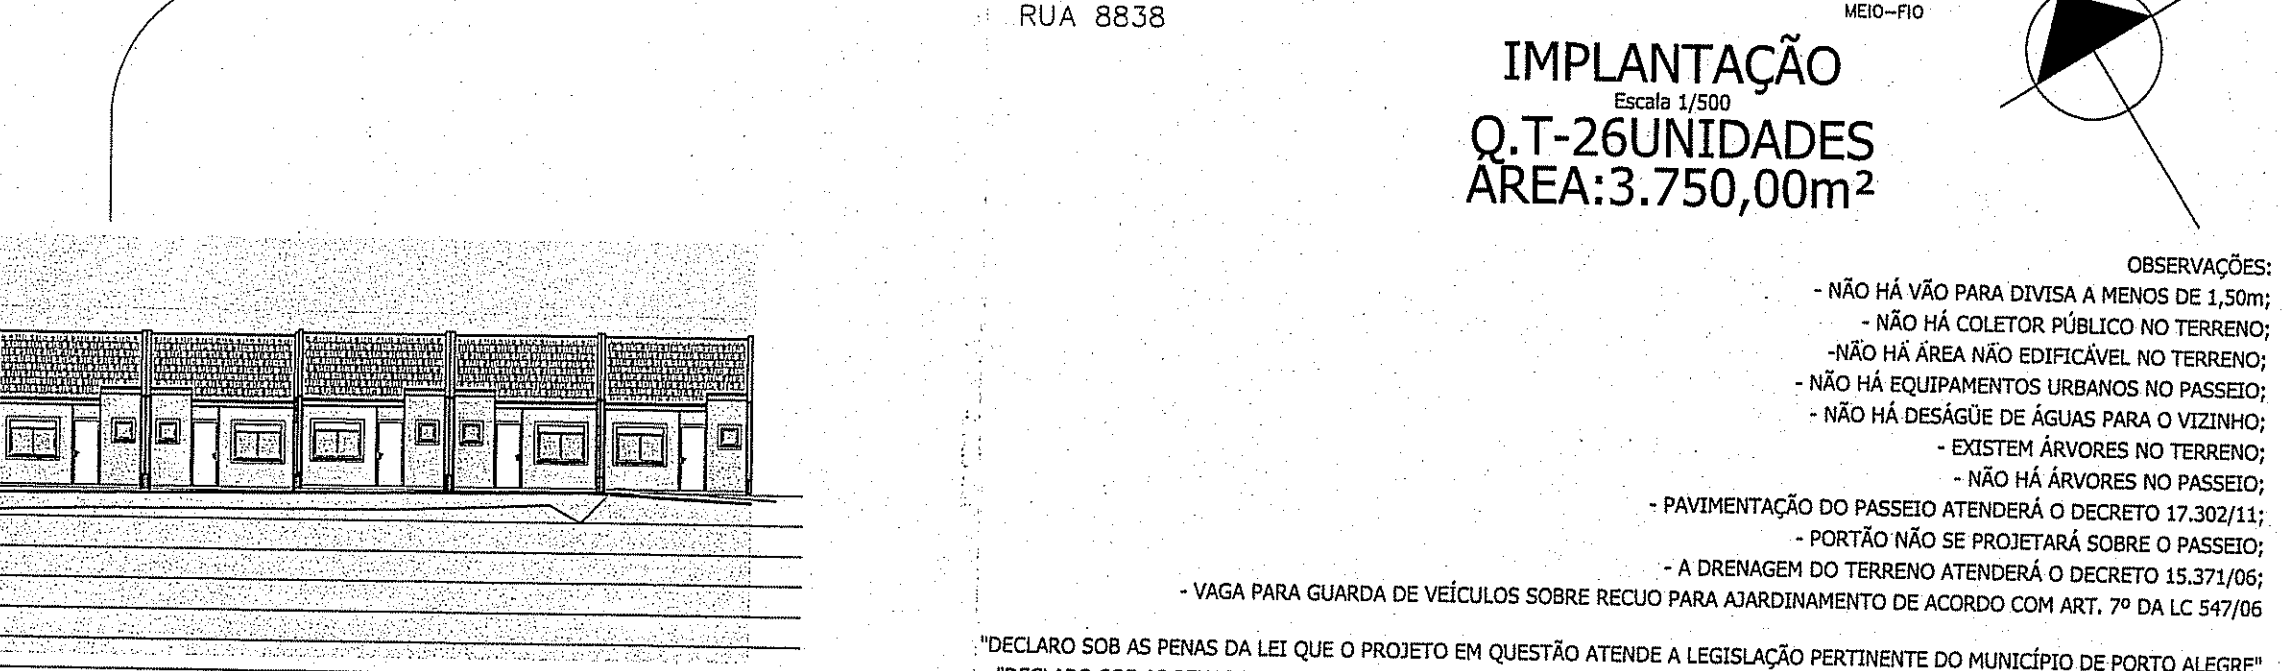 RUA 8838
MEIO-FIO
IMPLANTAÇÃO
Escala 1/500
Q.T-26UNIDADES
ÁREA:3.750,00m²
OBSERVAÇÕES:
- NÃO HÁ VÃO PARA DIVISA A MENOS DE 1,50m;
- NÃO HÁ COLETOR PÚBLICO NO TERRENO;
-NÃO HÁ ÁREA NÃO EDIFICÁVEL NO TERRENO;
- NÃO HÁ EQUIPAMENTOS URBANOS NO PASSEIO;
- NÃO HÁ DESÁGÜE DE ÁGUAS PARA O VIZINHO;
- EXISTEM ÁRVORES NO TERRENO;
- NÃO HÁ ÁRVORES NO PASSEIO;
- PAVIMENTAÇÃO DO PASSEIO ATENDERÁ O DECRETO 17.302/11;
- PORTÃO NÃO SE PROJETARÁ SOBRE O PASSEIO;
- A DRENAGEM DO TERRENO ATENDERÁ O DECRETO 15.371/06;
- VAGA PARA GUARDA DE VEÍCULOS SOBRE RECUO PARA AJARDINAMENTO DE ACORDO COM ART. 7º DA LC 547/06
"DECLARO SOB AS PENAS DA LEI QUE O PROJETO EM QUESTÃO ATENDE A LEGISLAÇÃO PERTINENTE DO MUNICÍPIO DE PORTO ALEGRE"